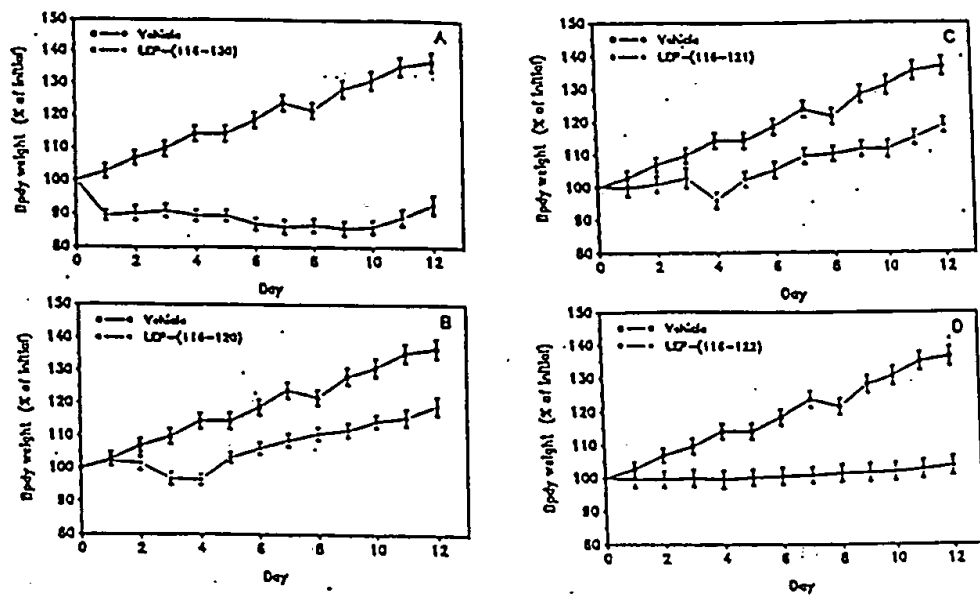 A
Vehicle
LEP-(116-130)
Body weight (% of initial)
150
140
130
120
110
100
90
80
0 2 4 6 8 10 12
Day
B
Vehicle
LEP-(116-120)
Body weight (% of initial)
150
140
130
120
110
100
90
80
0 2 4 6 8 10 12
Day
C
Vehicle
LEP-(116-121)
Body weight (% of initial)
150
140
130
120
110
100
90
80
0 2 4 6 8 10 12
Day
D
Vehicle
LEP-(116-122)
Body weight (% of initial)
150
140
130
120
110
100
90
80
0 2 4 6 8 10 12
Day